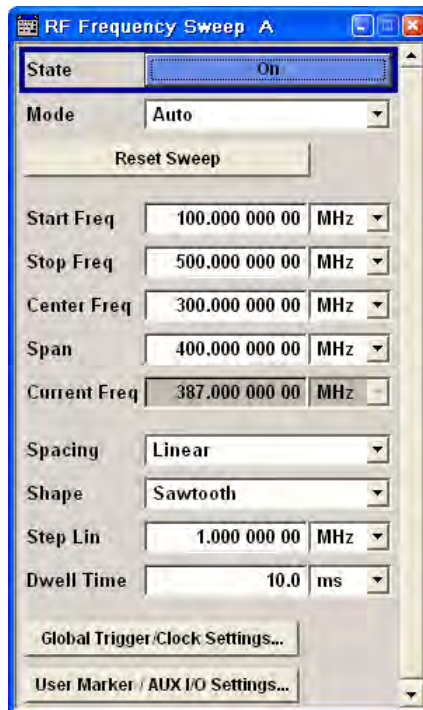 RF Frequency Sweep A
State On
Mode Auto
Reset Sweep
Start Freq 100.000 000 00 MHz
Stop Freq 500.000 000 00 MHz
Center Freq 300.000 000 00 MHz
Span 400.000 000 00 MHz
Current Freq 387.000 000 00 MHz
Spacing Linear
Shape Sawtooth
Step Lin 1.000 000 00 MHz
Dwell Time 10.0 ms
Global Trigger/Clock Settings...
User Marker / AUX I/O Settings...